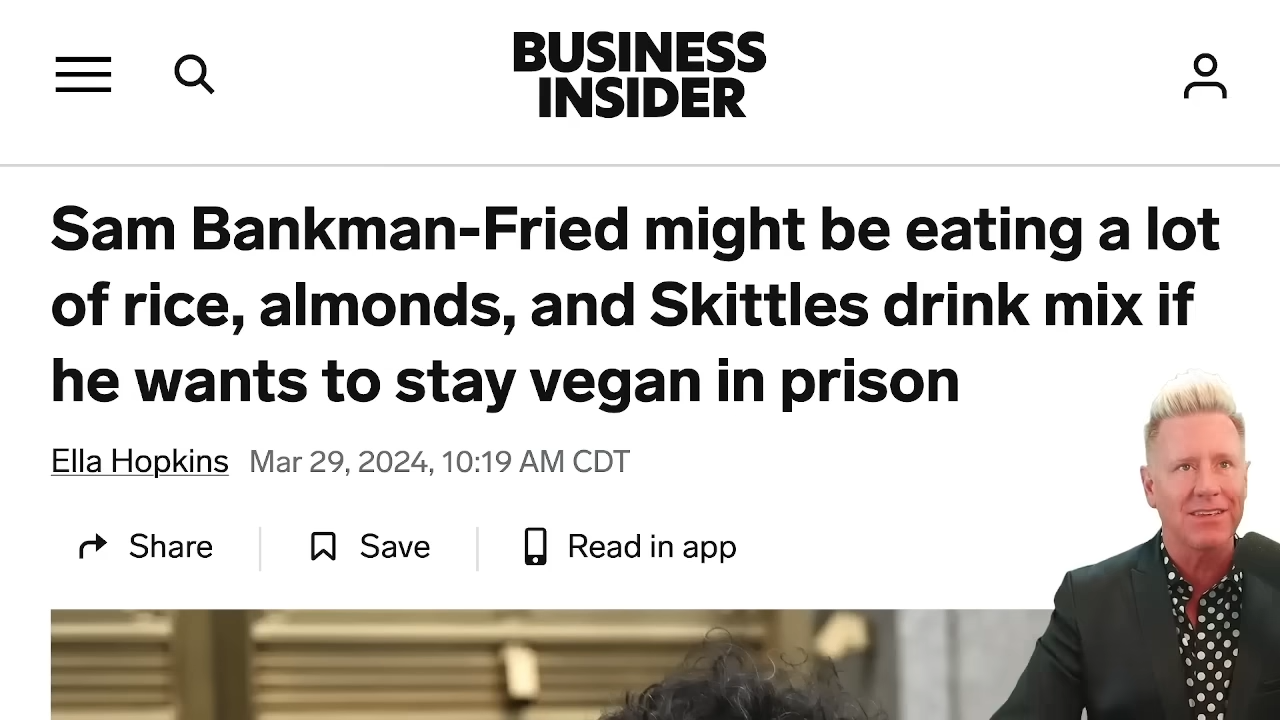 BUSINESS
INSIDER
Sam Bankman-Fried might be eating a lot
of rice, almonds, and Skittles drink mix if
he wants to stay vegan in prison
Ella Hopkins Mar 29, 2024, 10:19 AM CDT
Share Save Read in app